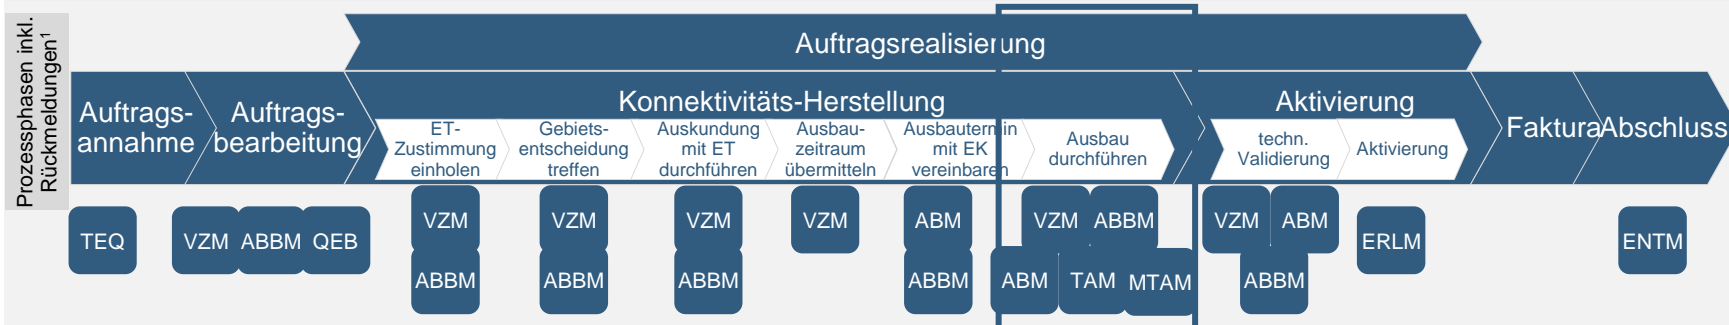 Prozessphasen inkl.
Rückmeldungen¹
Auftragsrealisierung
Auftrags-
annahme
Auftrags-
bearbeitung
Konnektivitäts-Herstellung
ET-
Zustimmung
einholen
Gebiets-
entscheidung
treffen
Auskundung
mit ET
durchführen
Ausbau-
zeitraum
übermitteln
Ausbautermin
mit EK
vereinbaren
Ausbau
durchführen
Aktivierung
techn.
Validierung
Aktivierung
Faktura
Abschluss
TEQ
VZM
ABBM
QEB
VZM
ABBM
VZM
ABBM
VZM
ABBM
VZM
ABM
ABBM
VZM
ABBM
ABM
TAM
MTAM
VZM
ABM
ABBM
ERLM
ENTM